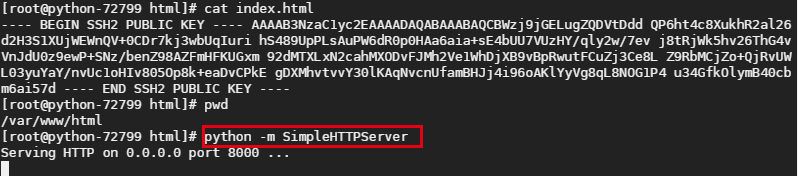 [root@python-72799 html]# cat index.html
---- BEGIN SSH2 PUBLIC KEY ---- AAAAB3NzaC1yc2EAAAADAQABAAABAQCBWzj9jGELugZQDVtDdd QP6ht4c8XukhR2al26
d2H3S1XUjWEWnQV+0CDr7kj3wbUqIuri hS489UpPLsAuPW6dR0p0HAa6aia+sE4bUU7VUzHY/qly2w/7ev j8tRjWk5hv26ThG4v
VnJdU0z9ewP+SNz/benZ98AZFmHFKUGxm 92dMTXLxN2cahMXODvFJMh2Ve1WhDjXB9vBpRwutFCuZj3Ce8L Z9RbMCjZo+QjRvUW
L03yuYaY/nvUc1oHIv805Op8k+eaDvCPkE gDXMhvtvvY30lKAqNvcnUfamBHJj4i96oAKlYyVg8qL8NOG1P4 u34GfkOlymB40cb
m6ai57d ---- END SSH2 PUBLIC KEY ----
[root@python-72799 html]# pwd
/var/www/html
[root@python-72799 html]# python -m SimpleHTTPServer
Serving HTTP on 0.0.0.0 port 8000 ...